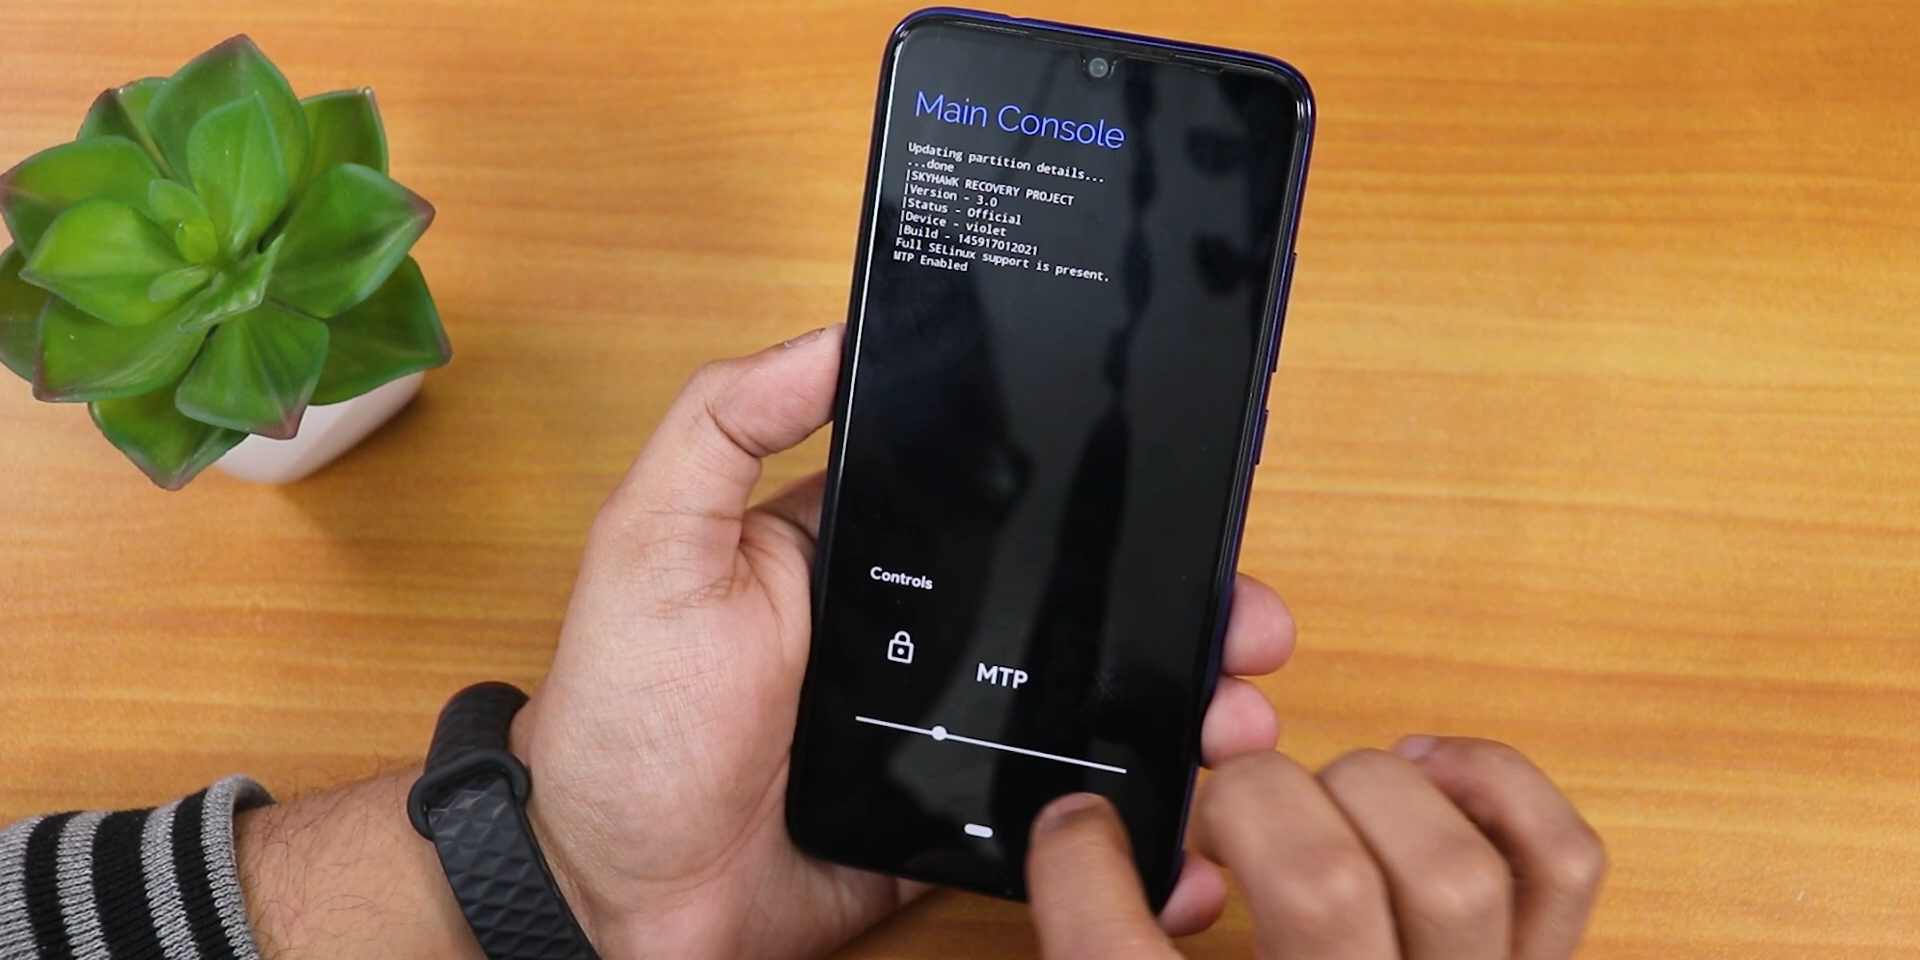 Main Console
Updating partition details...
...done
|SKYHAWK RECOVERY PROJECT
|Version - 3.0
|Status - Official
|Device - violet
|Build - 145917012021
Full SELinux support is present.
MTP Enabled
Controls
MTP